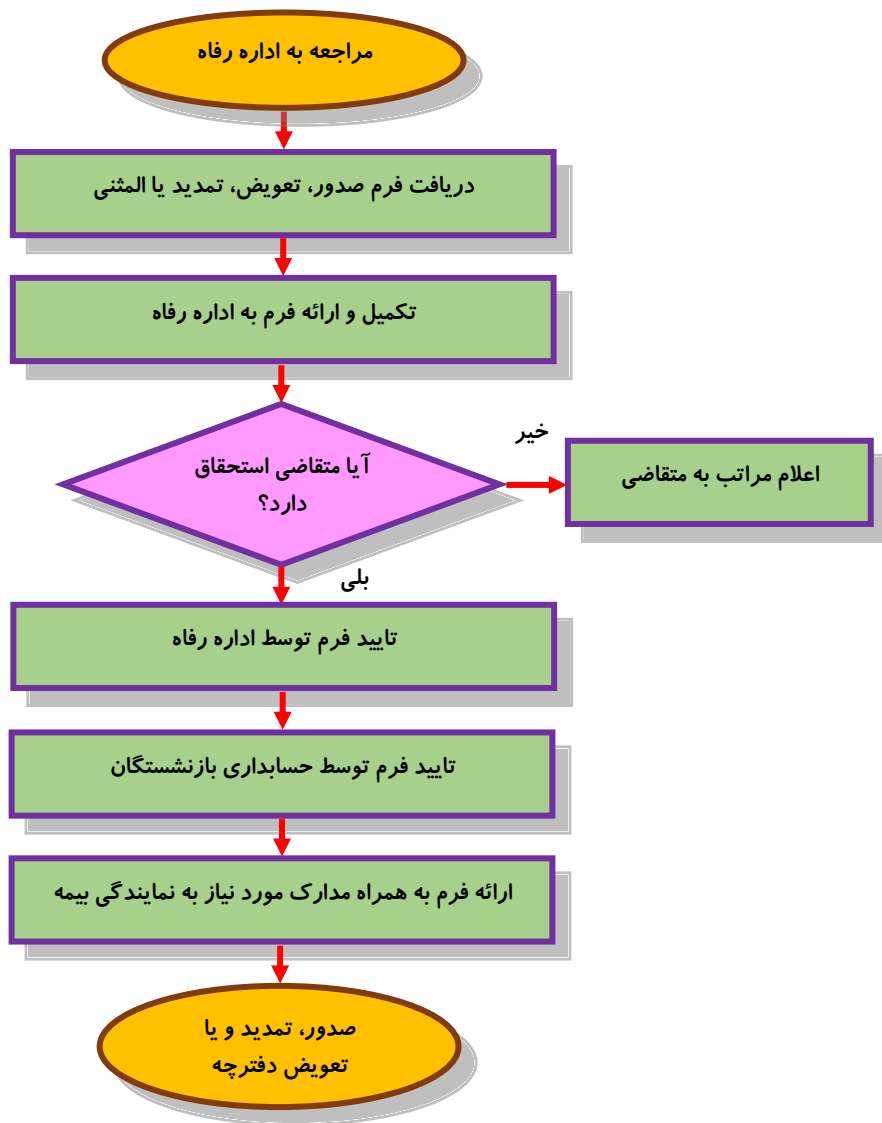 مراجعه به اداره رفاه
دریافت فرم صدور، تعویض، تمدید یا المثنی
تکمیل و ارائه فرم به اداره رفاه
آیا متقاضی استحقاق
دارد؟
خیر
اعلام مراتب به متقاضی
بلی
تایید فرم توسط اداره رفاه
تایید فرم توسط حسابداری بازنشستگان
ارائه فرم به همراه مدارک مورد نیاز به نمایندگی بیمه
صدور، تمدید و یا
تعویض دفترچه